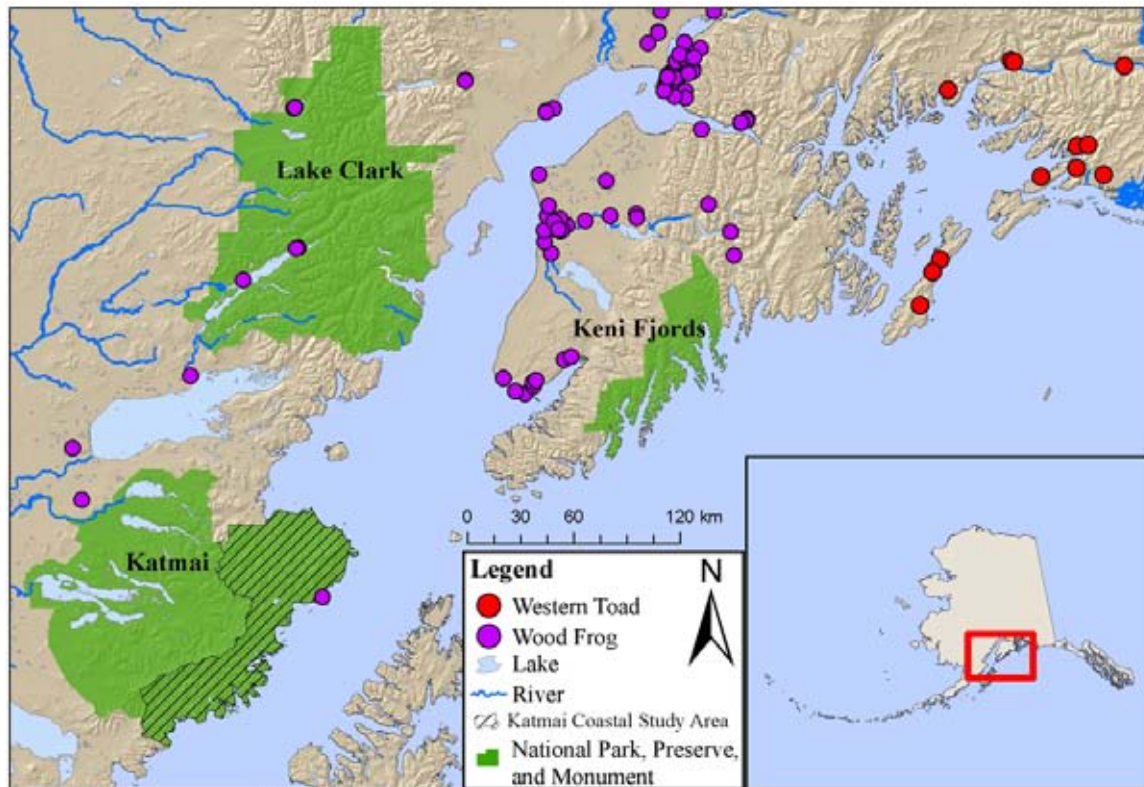 Lake Clark
Keni Fjords
Katmai
0 30 60 120 km
Legend
N
Western Toad
Wood Frog
Lake
River
Katmai Coastal Study Area
National Park, Preserve,
and Monument